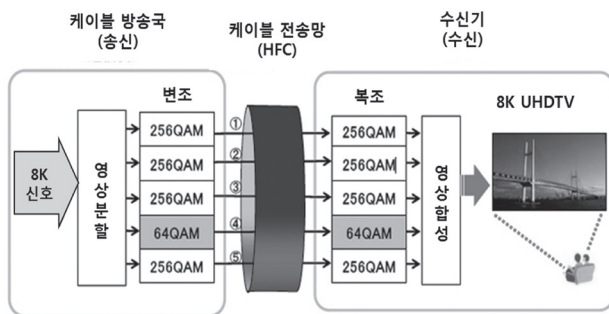 케이블 방송국
(송신)
케이블 전송망
(HFC)
수신기
(수신)
변조
복조
8K UHDTV
8K
신호
영상분할
256QAM
256QAM
256QAM
64QAM
256QAM
①
②
③
④
⑤
256QAM
256QAM
256QAM
64QAM
256QAM
영상합성